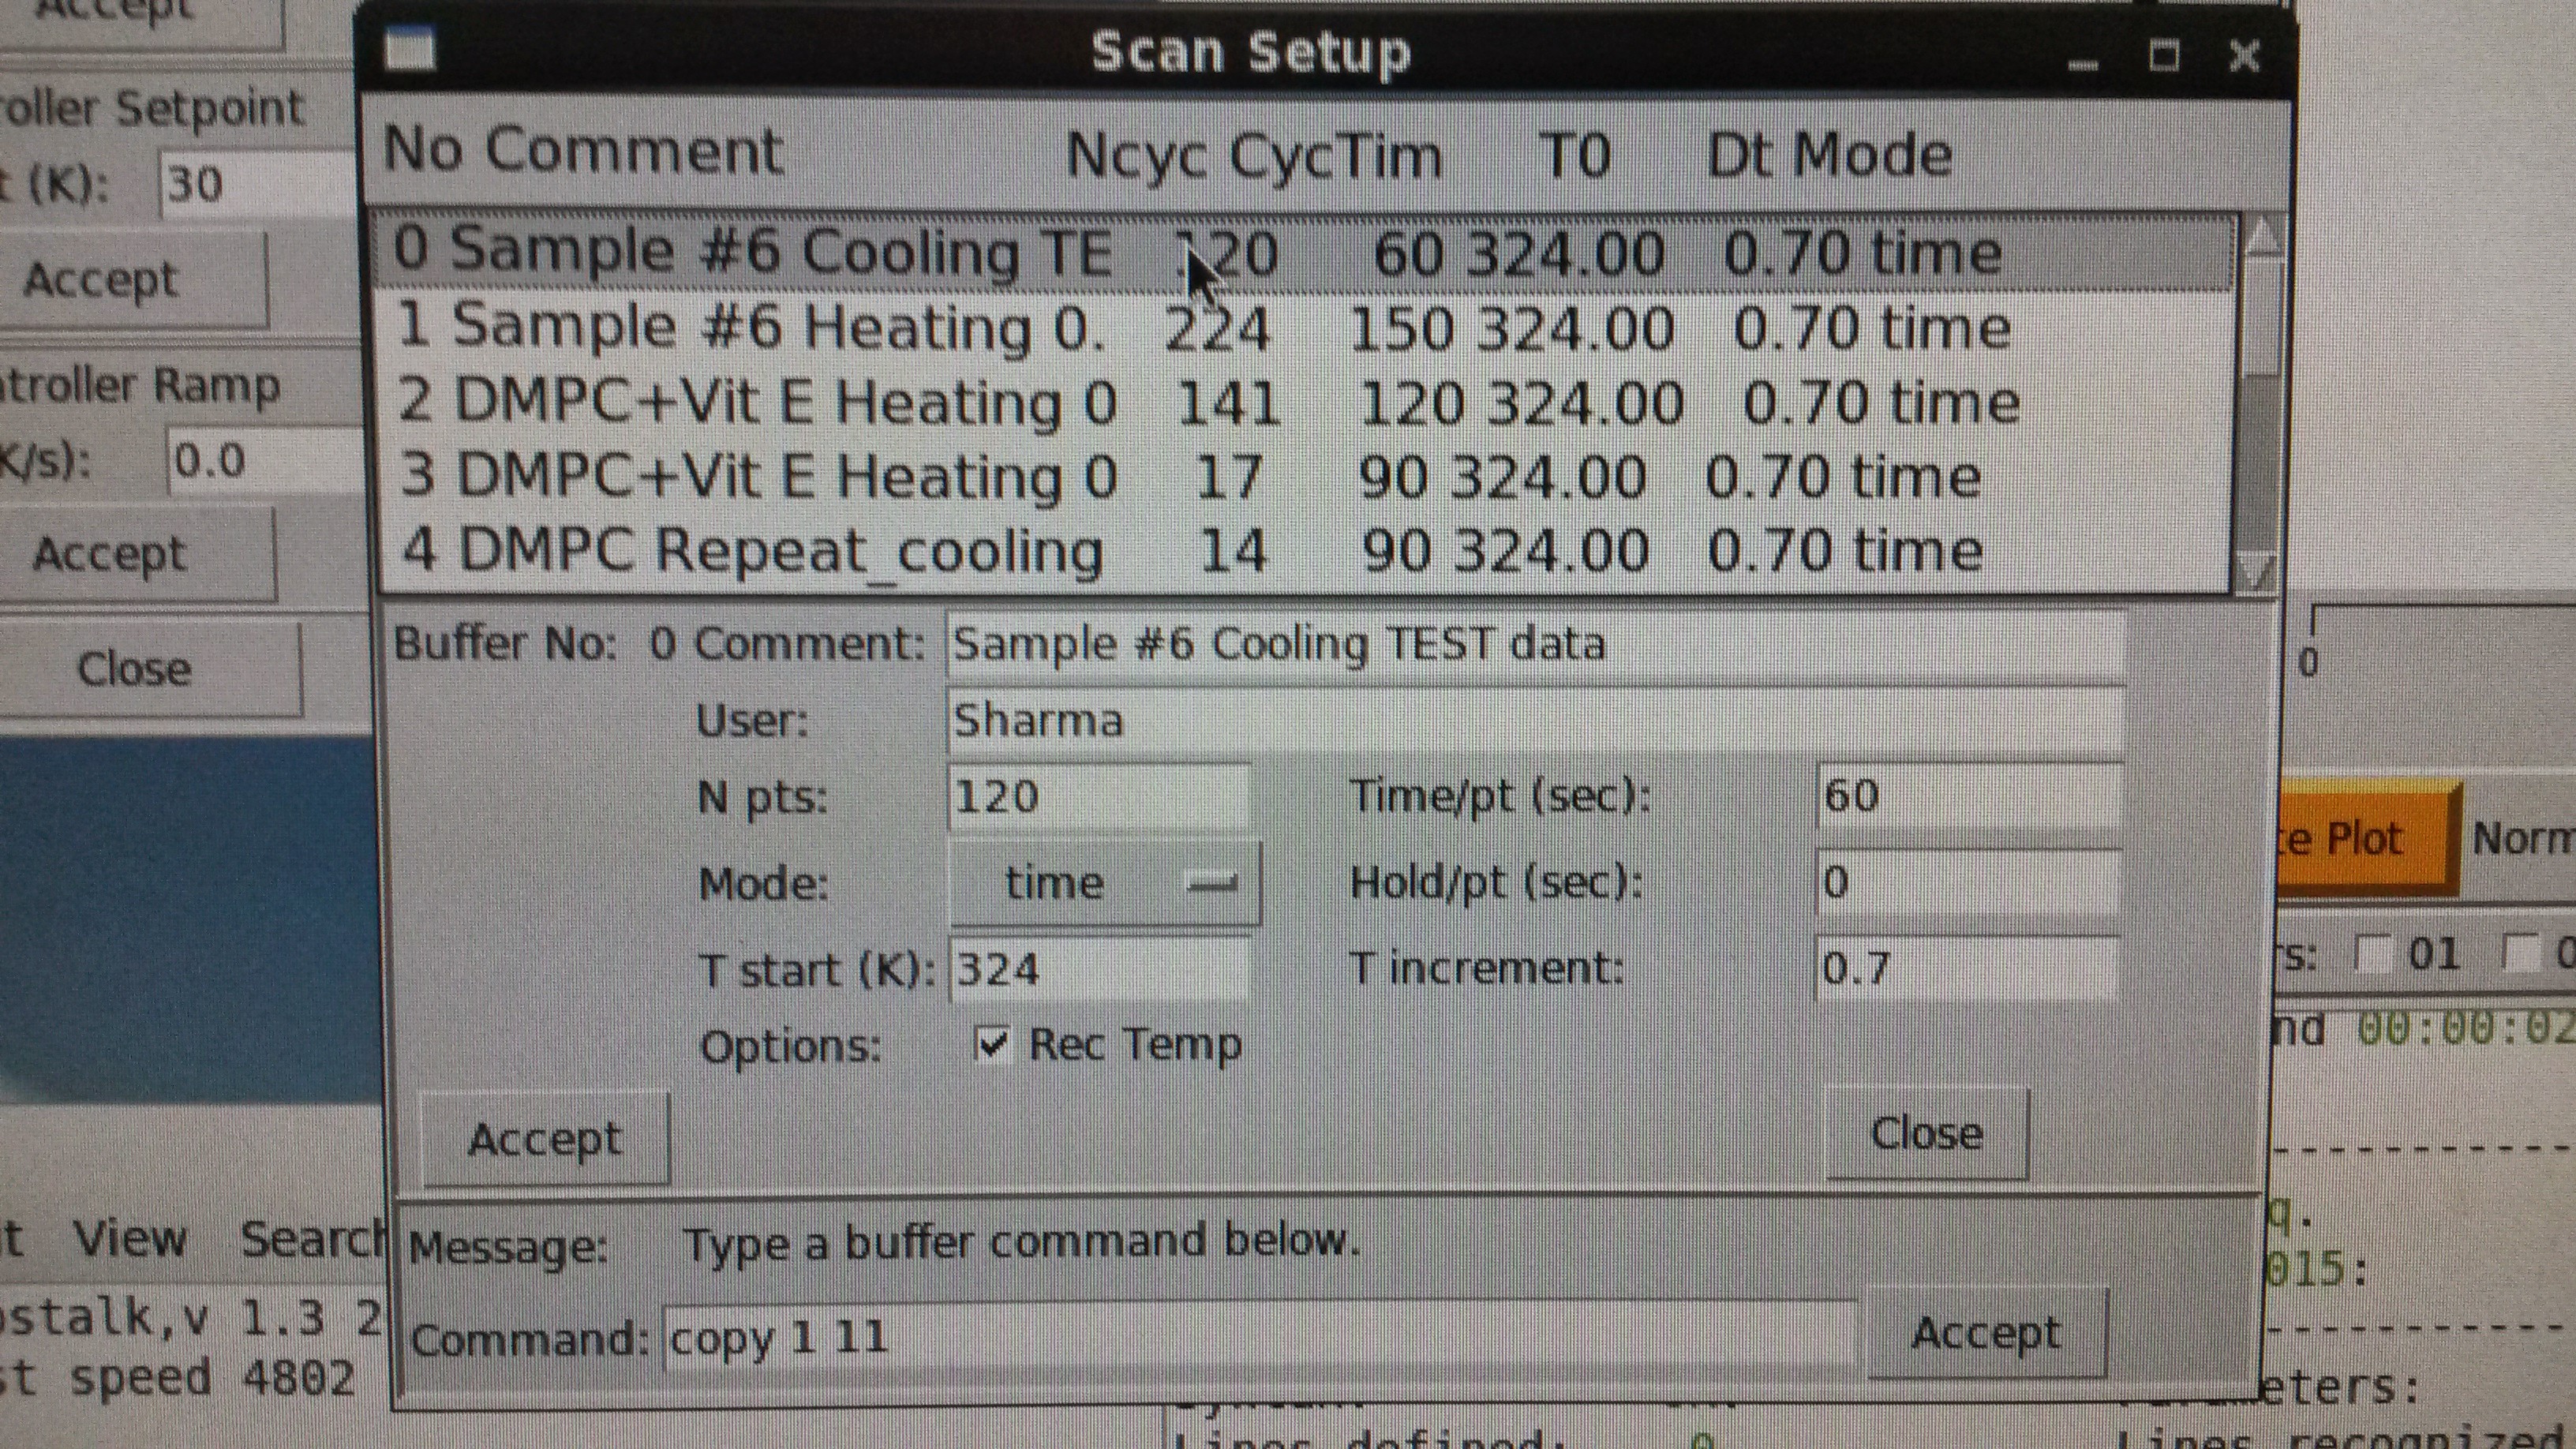 Accept
Scan Setup
oller Setpoint
t (K): 30
Accept
ntroller Ramp
K/s): 0.0
Accept
Close
No Comment Ncyc CycTim T0 Dt Mode
0 Sample #6 Cooling TE 120 60 324.00 0.70 time
1 Sample #6 Heating 0. 224 150 324.00 0.70 time
2 DMPC+Vit E Heating 0 141 120 324.00 0.70 time
3 DMPC+Vit E Heating 0 17 90 324.00 0.70 time
4 DMPC Repeat_cooling 14 90 324.00 0.70 time
Buffer No: 0 Comment: Sample #6 Cooling TEST data
User: Sharma
N pts: 120 Time/pt (sec): 60
Mode: time Hold/pt (sec): 0
T start (K): 324 T increment: 0.7
Options: Rec Temp
Accept Close
Message: Type a buffer command below.
Command: copy 1 11 Accept
0
te Plot Norm
rs: 01 0
nd 00:00:02
q.
015:
eters:
t View Search
ostalk,v 1.3 2
st speed 4802
Lines defined: 0
Lines recognized